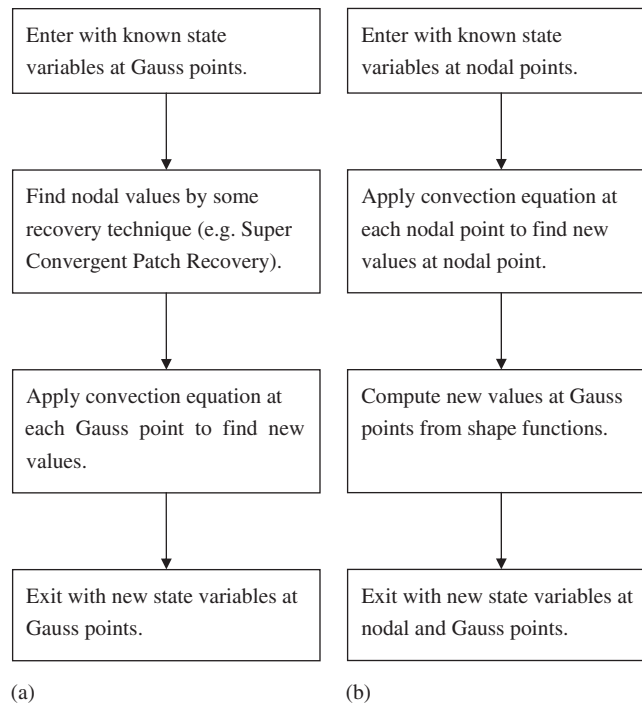 Enter with known state
variables at Gauss points.
Find nodal values by some
recovery technique (e.g. Super
Convergent Patch Recovery).
Apply convection equation at
each Gauss point to find new
values.
Exit with new state variables at
Gauss points.
(a)
Enter with known state
variables at nodal points.
Apply convection equation at
each nodal point to find new
values at nodal point.
Compute new values at Gauss
points from shape functions.
Exit with new state variables at
nodal and Gauss points.
(b)